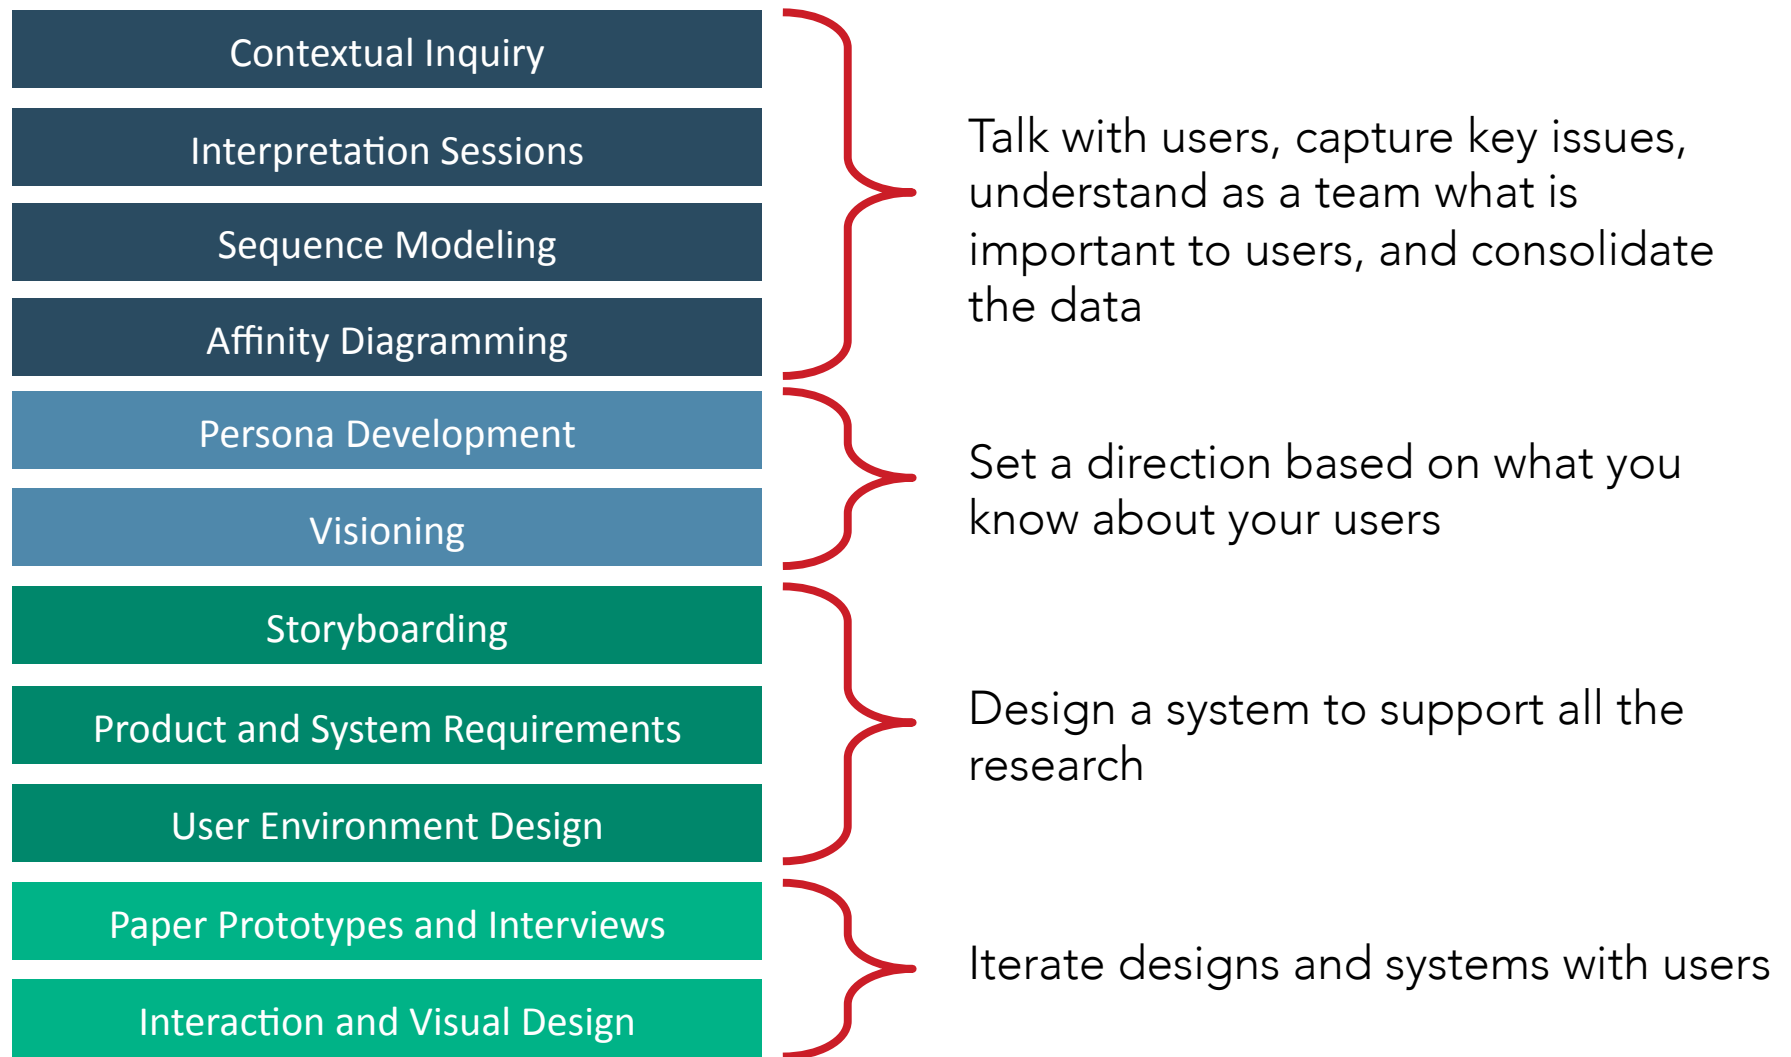 Contextual Inquiry
Interpretation Sessions
Sequence Modeling
Affinity Diagramming
Talk with users, capture key issues,
understand as a team what is
important to users, and consolidate
the data
Persona Development
Visioning
Set a direction based on what you
know about your users
Storyboarding
Product and System Requirements
User Environment Design
Design a system to support all the
research
Paper Prototypes and Interviews
Interaction and Visual Design
Iterate designs and systems with users